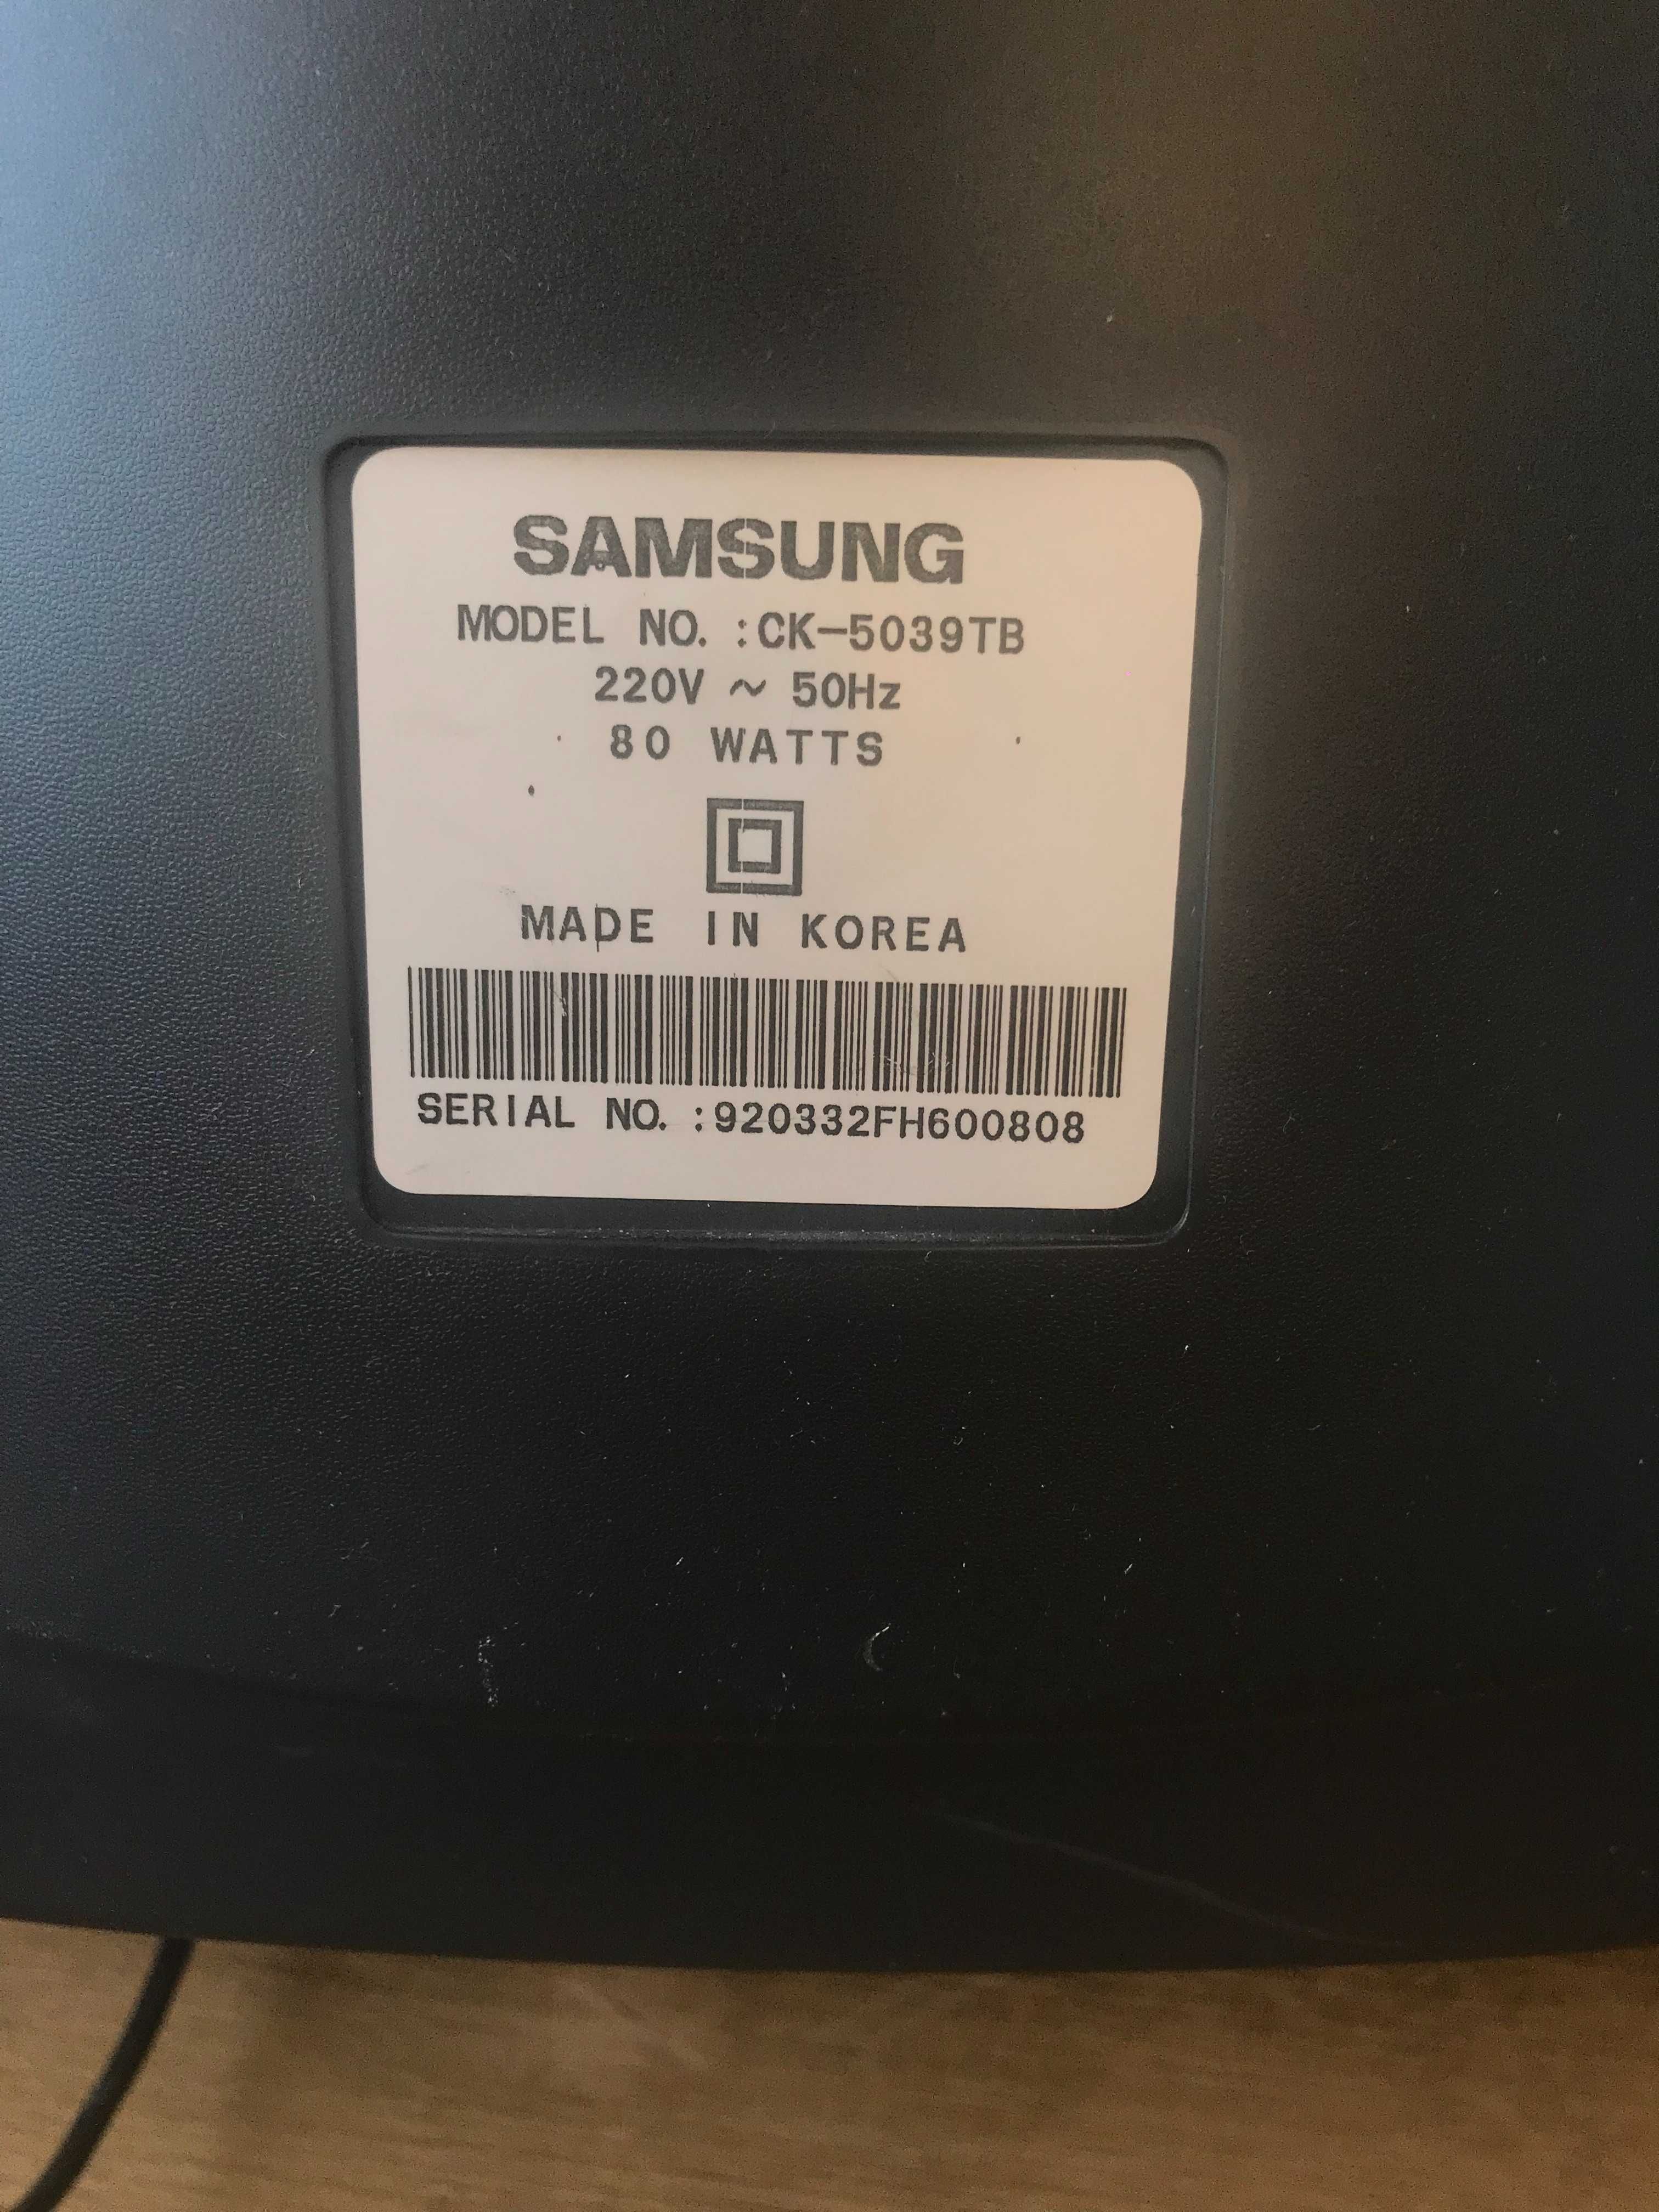 SAMSUNG
MODEL NO. :CK-5039TB
220V ~ 50Hz
80 WATTS
MADE IN KOREA
SERIAL NO. :920332FH600808